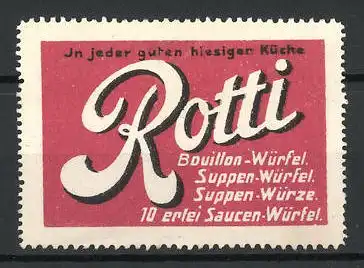 Jn jeder guten hiesigen Küche
Rotti
Bouillon-Würfel.
Suppen-Würfel.
Suppen-Würze.
10 erlei Saucen-Würfel.